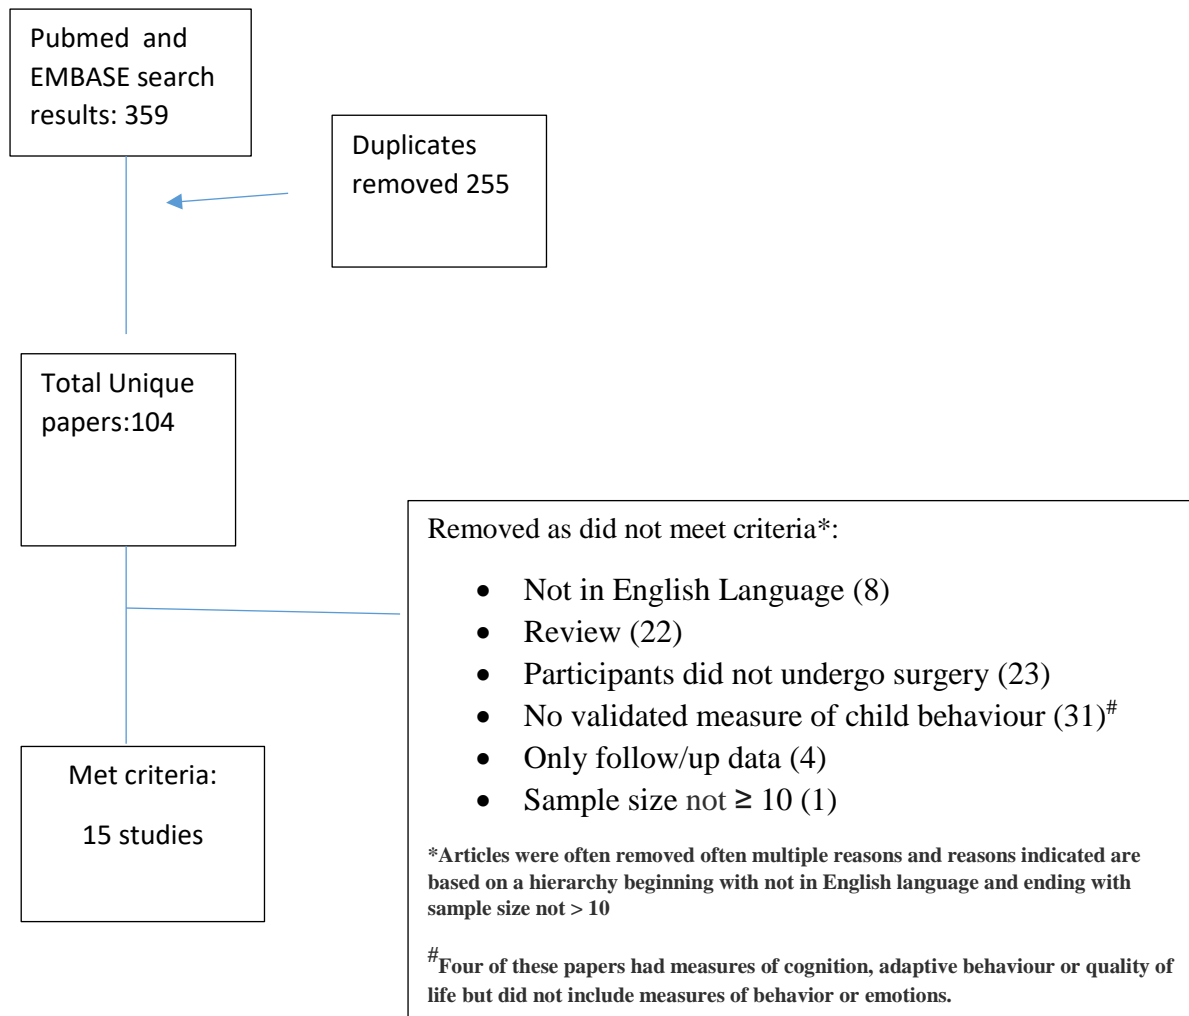 Pubmed and
EMBASE search
results: 359
Duplicates
removed 255
Total Unique
papers:104
Removed as did not meet criteria*:
• Not in English Language (8)
• Review (22)
• Participants did not undergo surgery (23)
• No validated measure of child behaviour (31)#
• Only follow/up data (4)
• Sample size not ≥ 10 (1)
*Articles were often removed often multiple reasons and reasons indicated are
based on a hierarchy beginning with not in English language and ending with
sample size not > 10
#Four of these papers had measures of cognition, adaptive behaviour or quality of
life but did not include measures of behavior or emotions.
Met criteria:
15 studies